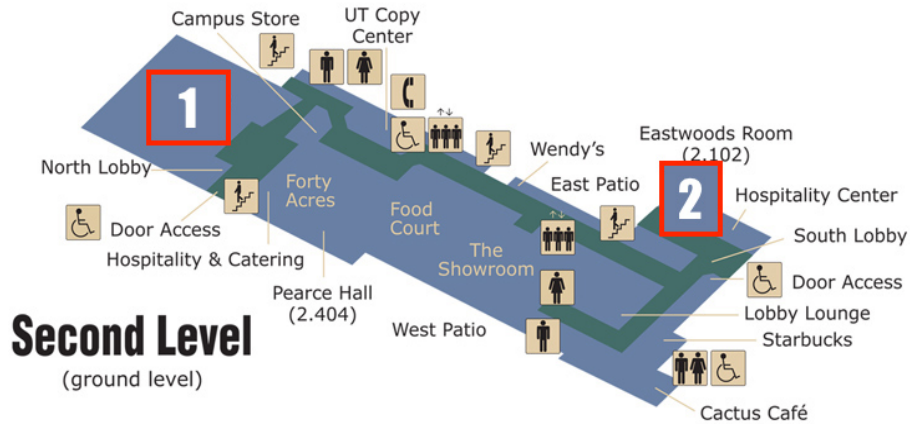 Campus Store
UT Copy
Center
1
Eastwoods Room
(2.102)
Wendy's
North Lobby
East Patio
2
Hospitality Center
Forty
Acres
Food
Court
Door Access
South Lobby
Hospitality & Catering
The
Showroom
Door Access
Pearce Hall
(2.404)
Lobby Lounge
West Patio
Starbucks
Second Level
(ground level)
Cactus Café